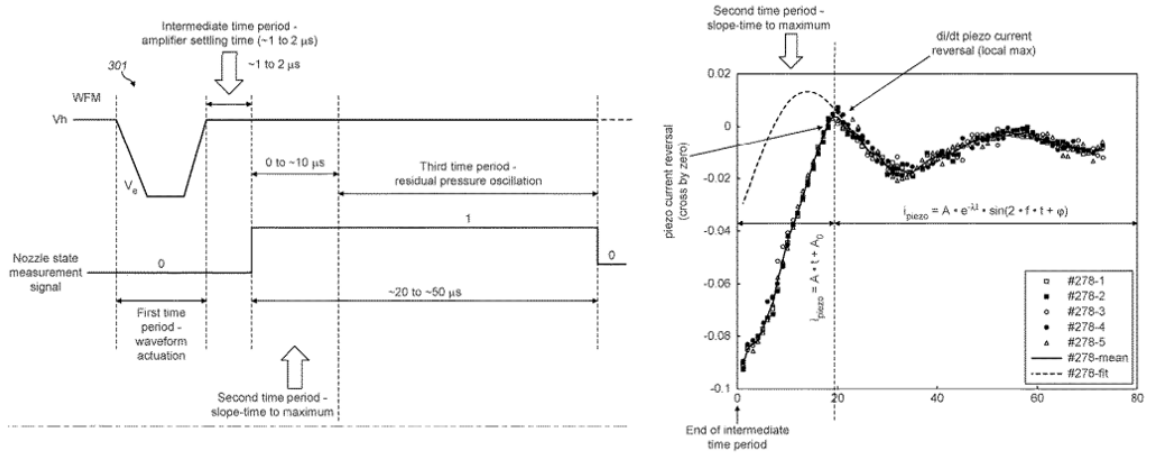 Intermediate time period -
amplifier settling time (~1 to 2 μs)
~1 to 2 μs
301
WFM
Vh
Ve
0 to ~10 μs
Third time period -
residual pressure oscillation
1
0
0
Nozzle state
measurement
signal
~20 to ~50 μs
First time
period -
waveform
actuation
Second time period -
slope-time to maximum
Second time period -
slope-time to maximum
di/dt piezo current
reversal (local max)
piezo current reversal
(cross by zero)
0.02
0
-0.02
-0.04
-0.06
-0.08
-0.1
i_piezo = A • t + A₀
i_piezo = A • e^-λt • sin(2 • f • t + φ)
#278-1
#278-2
#278-3
#278-4
#278-5
#278-mean
#278-fit
0 20 40 60 80
End of intermediate
time period